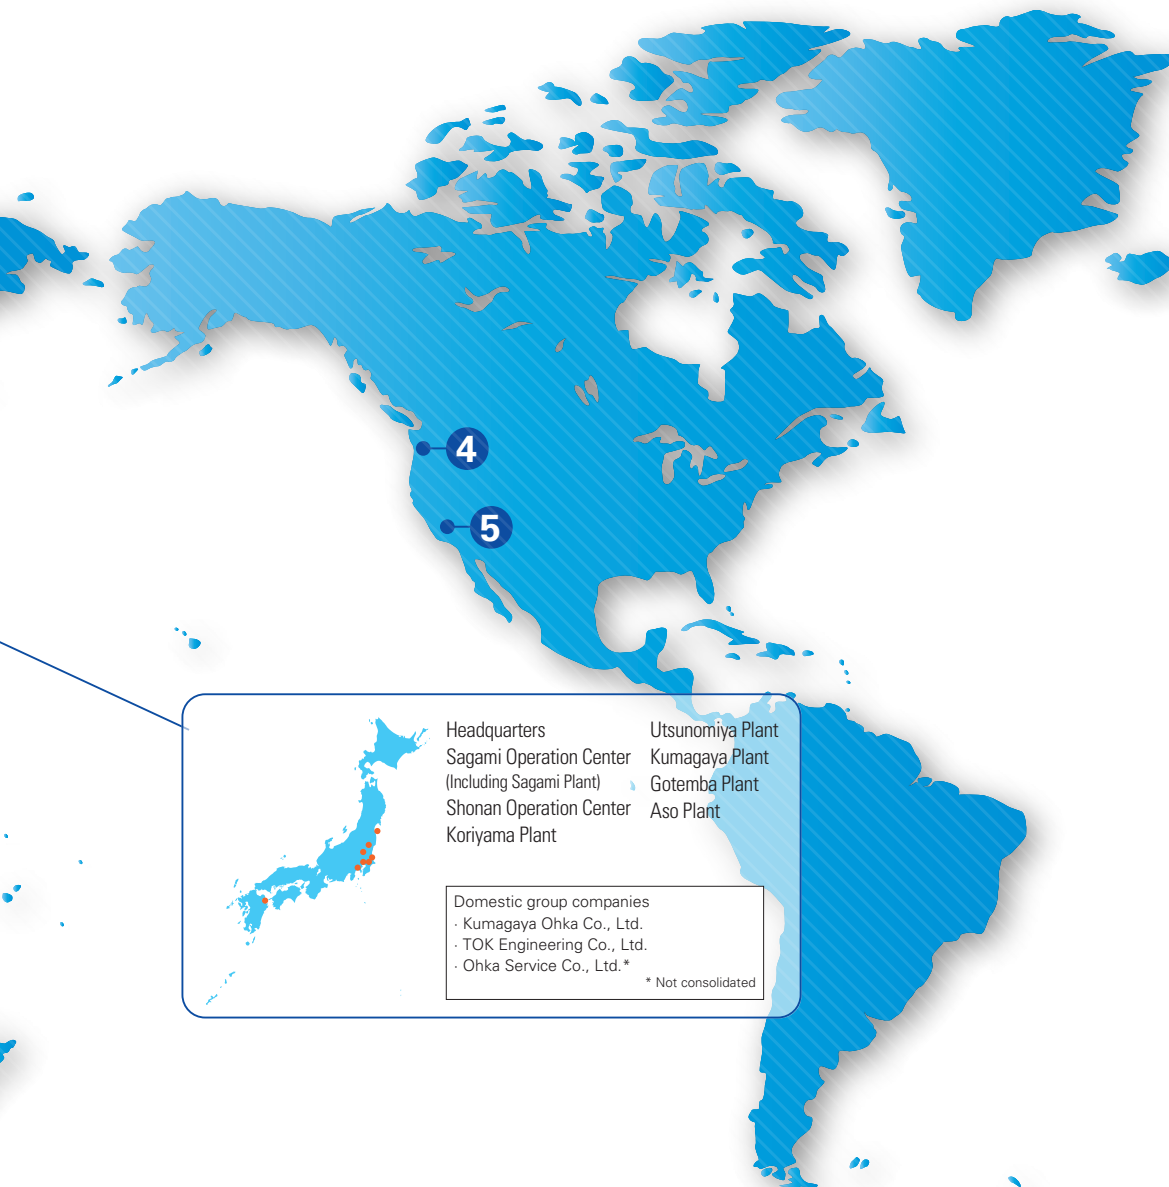 4
5
Headquarters
Sagami Operation Center
(Including Sagami Plant)
Shonan Operation Center
Koriyama Plant
Utsunomiya Plant
Kumagaya Plant
Gotemba Plant
Aso Plant
Domestic group companies
· Kumagaya Ohka Co., Ltd.
· TOK Engineering Co., Ltd.
· Ohka Service Co., Ltd.*
* Not consolidated